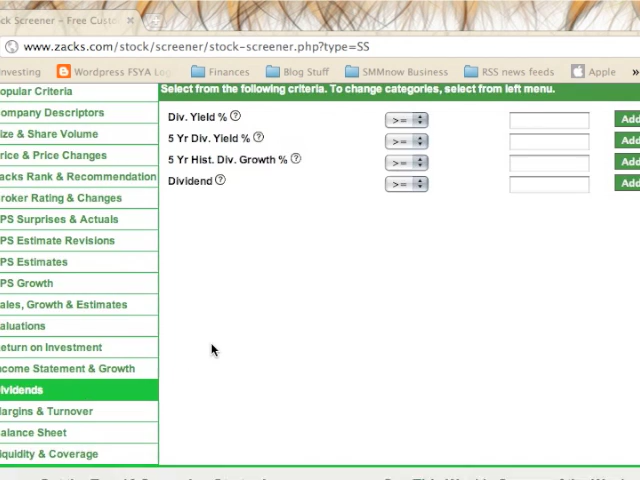 ck Screener – Free Custo
www.zacks.com/stock/screener/stock-screener.php?type=SS
nvesting Wordpress FSYA Log Finances Blog Stuff SMMnow Business RSS news feeds Apple
opular Criteria
ompany Descriptors
ize & Share Volume
rice & Price Changes
acks Rank & Recommendation
roker Rating & Changes
PS Surprises & Actuals
PS Estimate Revisions
PS Estimates
PS Growth
ales, Growth & Estimates
aluations
eturn on Investment
ncome Statement & Growth
ividends
argins & Turnover
alance Sheet
iquidity & Coverage
Select from the following criteria. To change categories, select from left menu.
Div. Yield % ? >= Add
5 Yr Div. Yield % ? >= Add
5 Yr Hist. Div. Growth % ? >= Add
Dividend ? >= Add